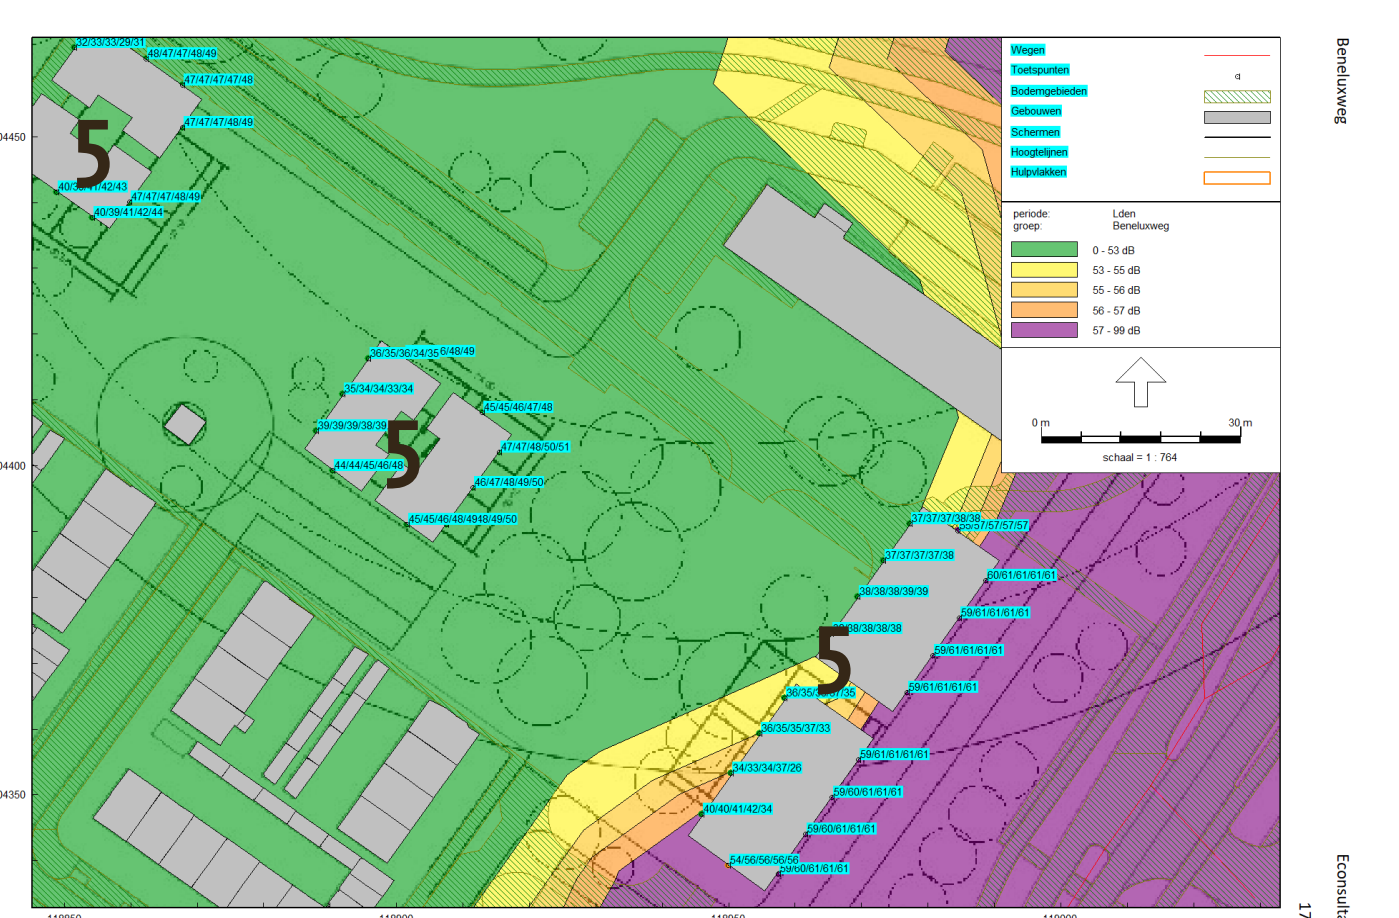 32/33/33/29/31
48/47/47/48/49
47/47/47/47/48
47/47/47/48/49
5
47/47/47/48/49
40/39/41/42/44
36/35/36/34/35
6/48/49
35/34/34/33/34
39/39/39/38/39
45/45/46/47/48
5
47/47/48/50/51
44/44/45/46/48
46/47/48/49/50
45/45/46/48/49
48/49/50
37/37/37/38/38
55/57/57/57/57
37/37/37/37/38
60/61/61/61/61
38/38/38/39/39
59/61/61/61/61
38/38/38/38
5
59/61/61/61/61
59/61/61/61/61
36/35/35/37/33
59/61/61/61/61
34/33/34/37/26
59/60/61/61/61
40/40/41/42/34
59/60/61/61/61
54/56/56/56/56
59/60/61/61/61
Wegen
Toetspunten
Bodemgebieden
Gebouwen
Schermen
Hoogtelijnen
Hulpvlakken
periode: Lden
groep: Beneluxweg
0 - 53 dB
53 - 55 dB
55 - 56 dB
56 - 57 dB
57 - 99 dB
0 m 30 m
schaal = 1 : 764
Beneluxweg
17